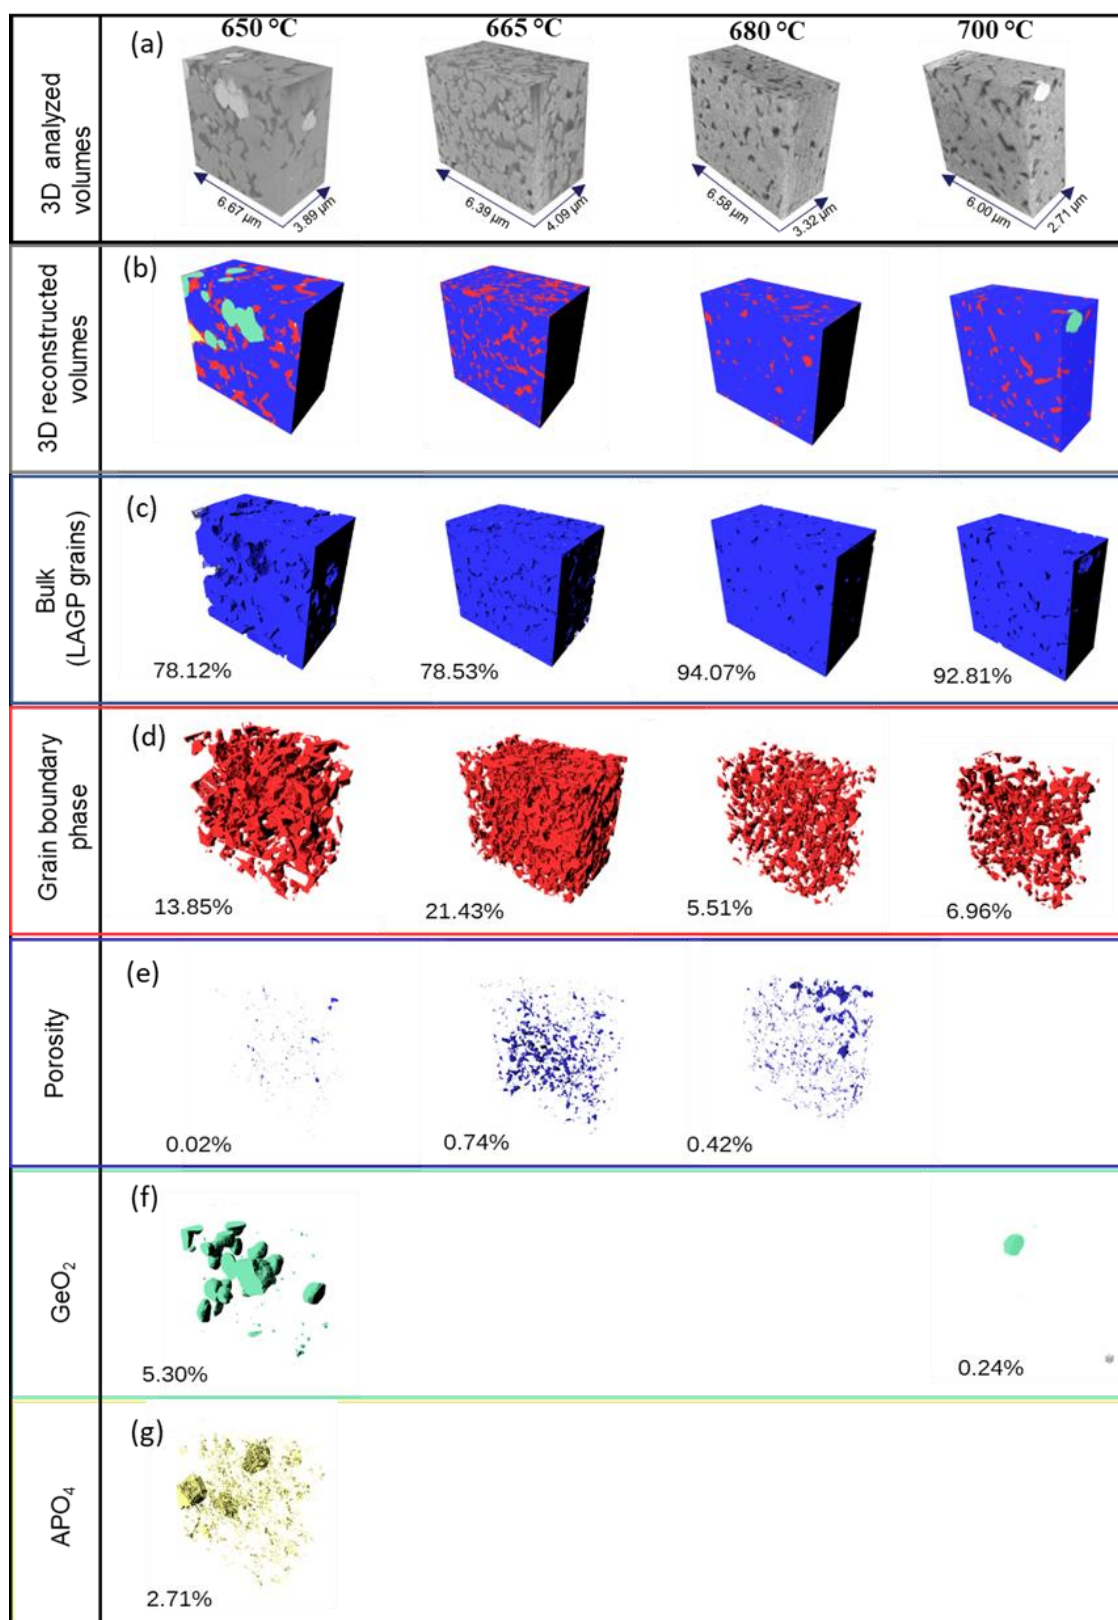 650 °C 665 °C 680 °C 700 °C
3D analyzed
volumes
(a)
6.67 µm 3.89 µm 6.39 µm 4.09 µm 6.58 µm 3.32 µm 6.00 µm 2.71 µm
3D reconstructed
volumes
(b)
Bulk
(LAGP grains)
(c)
78.12% 78.53% 94.07% 92.81%
Grain boundary
phase
(d)
13.85% 21.43% 5.51% 6.96%
Porosity
(e)
0.02% 0.74% 0.42%
GeO₂
(f)
5.30% 0.24%
APO₄
(g)
2.71%